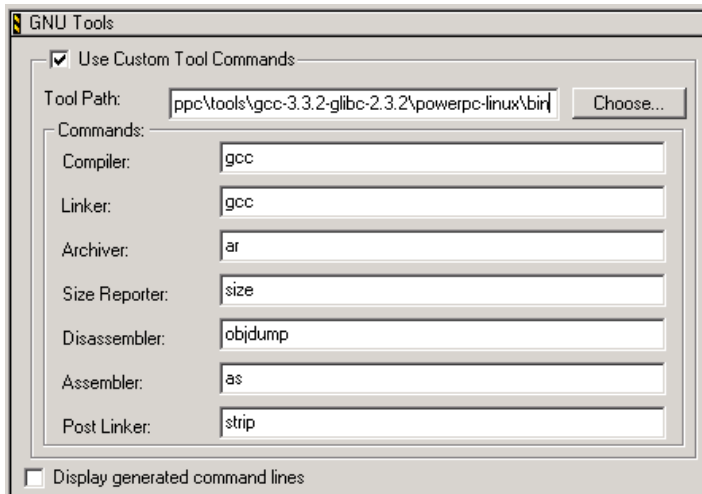 GNU Tools
Use Custom Tool Commands
Tool Path: ppc\tools\gcc-3.3.2-glibc-2.3.2\powerpc-linux\bin Choose...
Commands:
Compiler: gcc
Linker: gcc
Archiver: ar
Size Reporter: size
Disassembler: objdump
Assembler: as
Post Linker: strip
Display generated command lines